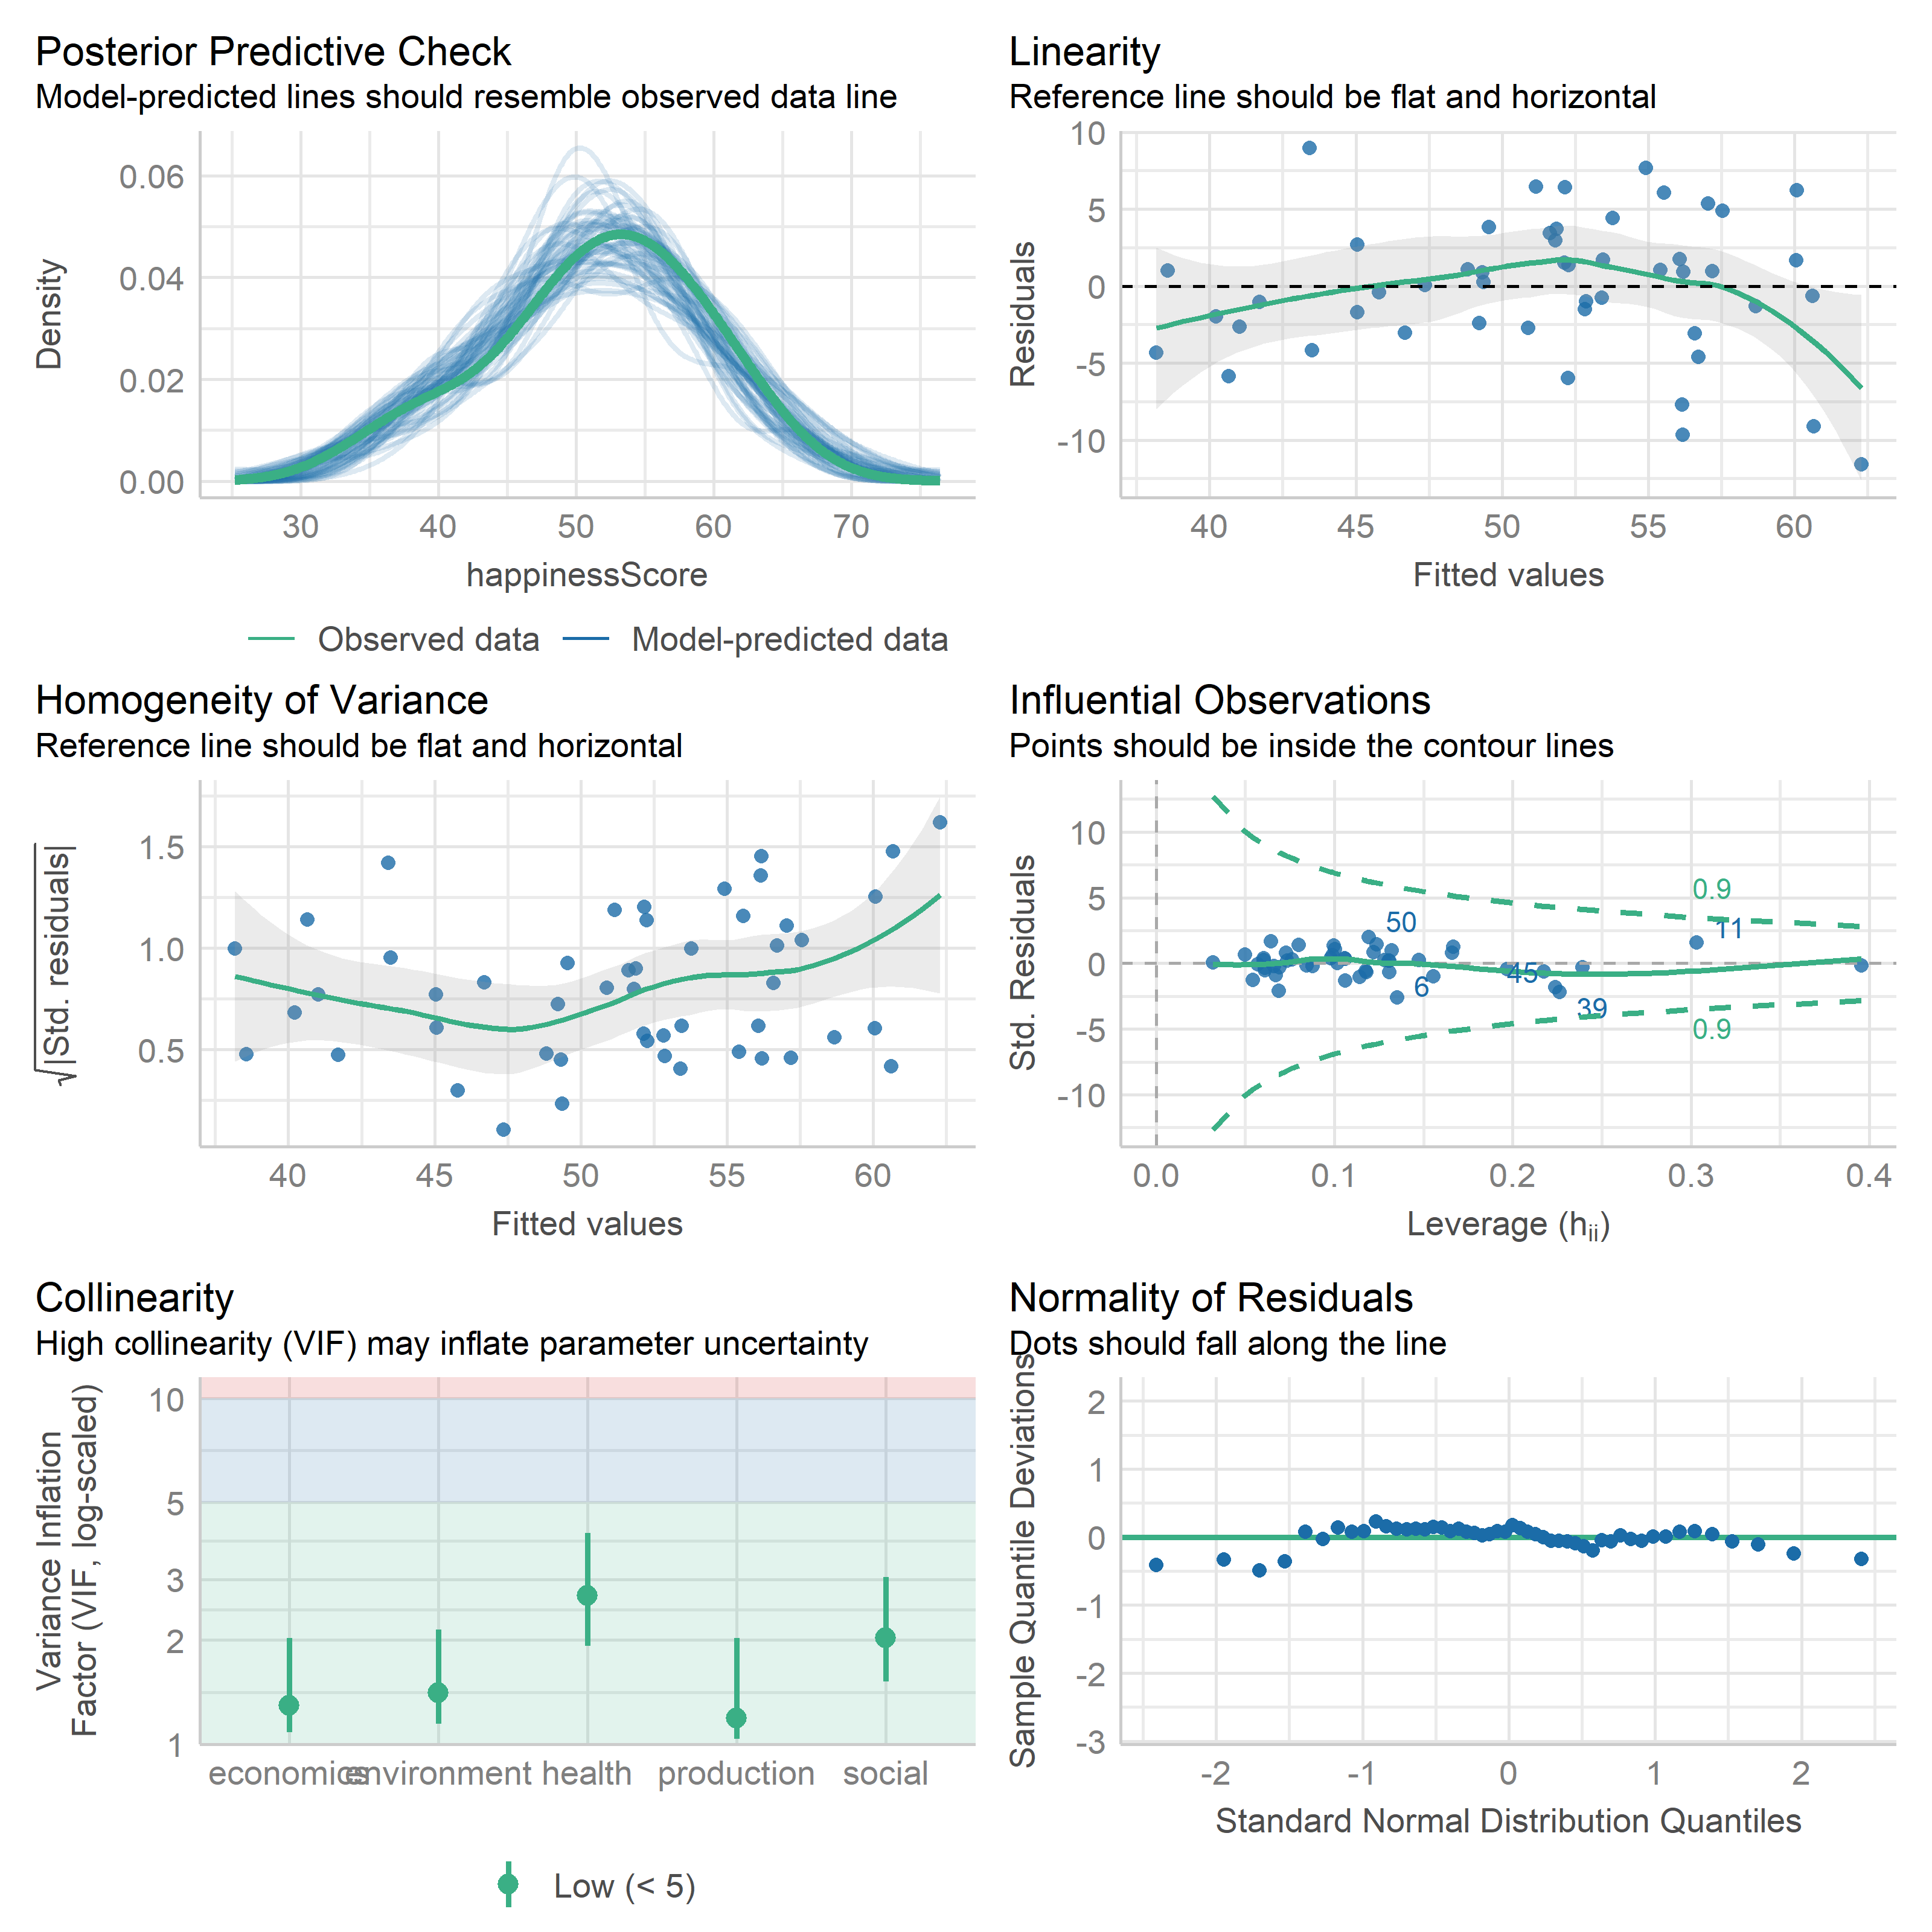 Posterior Predictive Check
Model-predicted lines should resemble observed data line
Density
0.06
0.04
0.02
0.00
30 40 50 60 70
happinessScore
Observed data Model-predicted data
Linearity
Reference line should be flat and horizontal
Residuals
10
5
0
-5
-10
40 45 50 55 60
Fitted values
Homogeneity of Variance
Reference line should be flat and horizontal
√|Std. residuals|
1.5
1.0
0.5
40 45 50 55 60
Fitted values
Influential Observations
Points should be inside the contour lines
Std. Residuals
10
5
0
-5
-10
0.9
11
50
45
6
39
0.9
0.0 0.1 0.2 0.3 0.4
Leverage (hᵢᵢ)
Collinearity
High collinearity (VIF) may inflate parameter uncertainty
Variance Inflation
Factor (VIF, log-scaled)
10
5
3
2
1
economics environment health production social
Low (< 5)
Normality of Residuals
Dots should fall along the line
Sample Quantile Deviations
2
1
0
-1
-2
-3
-2 -1 0 1 2
Standard Normal Distribution Quantiles